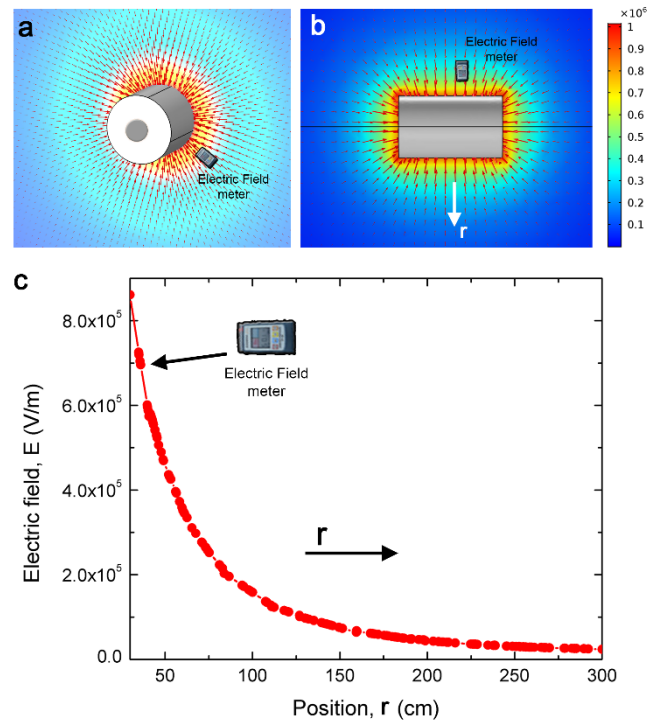 a
Electric Field
meter
b
Electric Field
meter
r
×10⁶
1
0.9
0.8
0.7
0.6
0.5
0.4
0.3
0.2
0.1
c
8.0x10⁵
6.0x10⁵
4.0x10⁵
2.0x10⁵
0.0
Electric field, E (V/m)
Electric Field
meter
r
50 100 150 200 250 300
Position, r (cm)